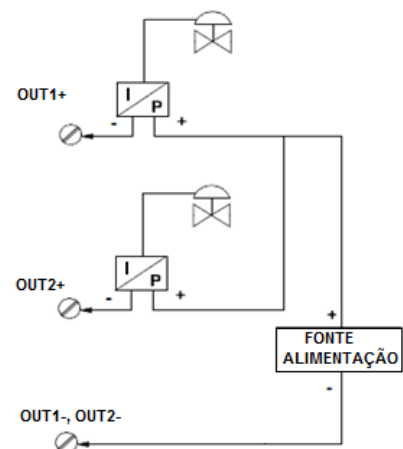 OUT1+
I
P
-
+
OUT2+
I
P
-
+
+
FONTE
ALIMENTAÇÃO
-
OUT1-, OUT2-